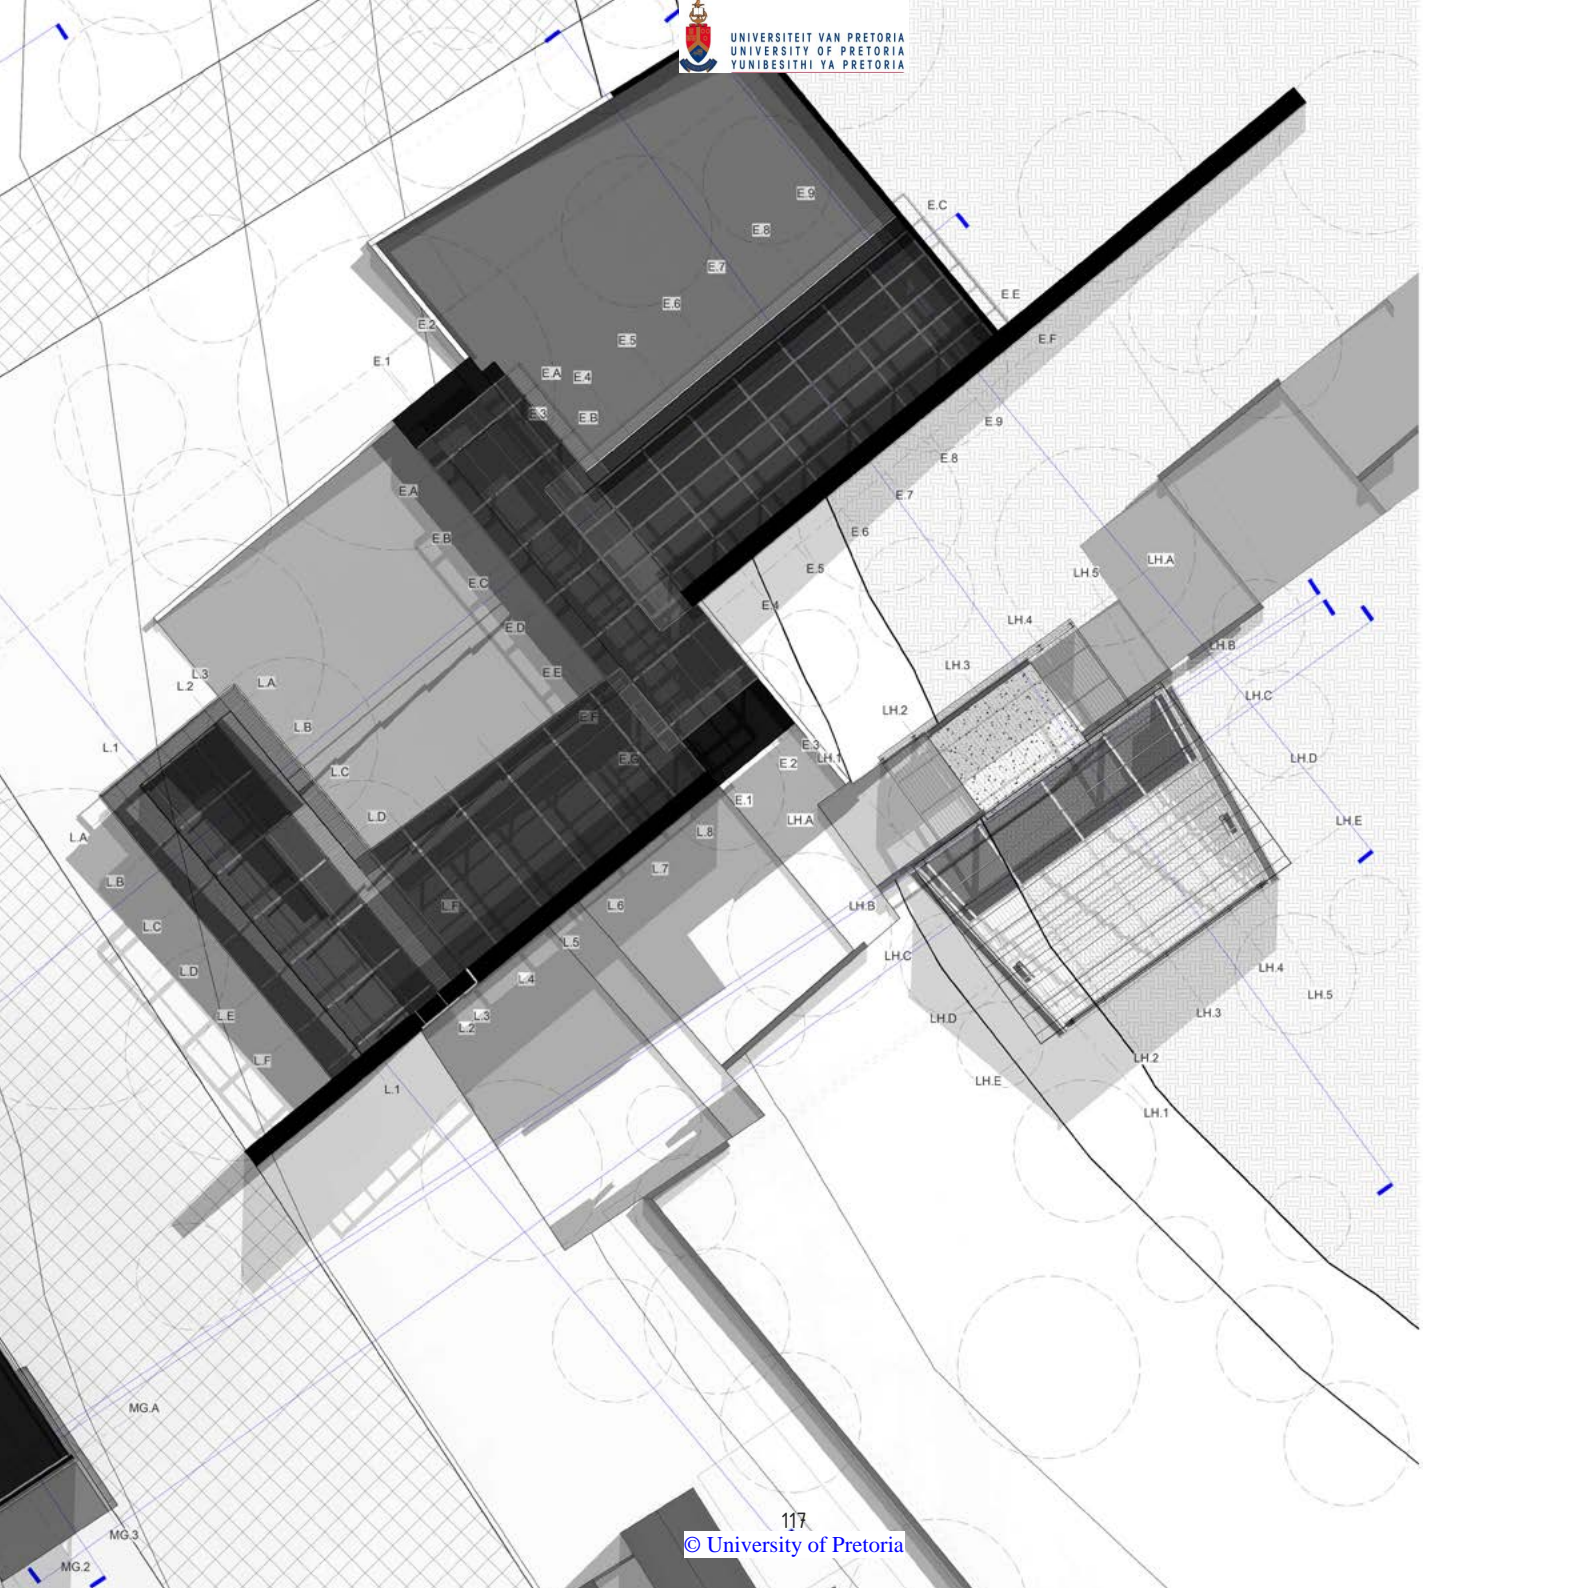 UNIVERSITEIT VAN PRETORIA
UNIVERSITY OF PRETORIA
YUNIBESITHI YA PRETORIA
E.9
E.C
E.8
E.7
E.E
E.6
E.2
E.5
E.F
E.1
E.A
E.4
E.3
E.B
E.9
E.8
E.A
E.7
E.B
E.6
LH.A
E.5
LH.5
E.C
E.4
LH.4
E.D
LH.B
LH.3
E.E
L.3
L.A
L.2
LH.C
LH.2
L.B
L.1
E.3
LH.1
E.2
LH.D
E.G
L.C
E.1
L.D
LH.A
LH.E
L.8
L.A
L.7
L.B
L.F
L.6
LH.B
L.C
L.5
LH.C
L.D
L.4
LH.4
LH.5
L.E
L.3
L.2
LH.D
LH.3
L.F
LH.2
L.1
LH.E
LH.1
MG.A
117
MG.3
© University of Pretoria
MG.2